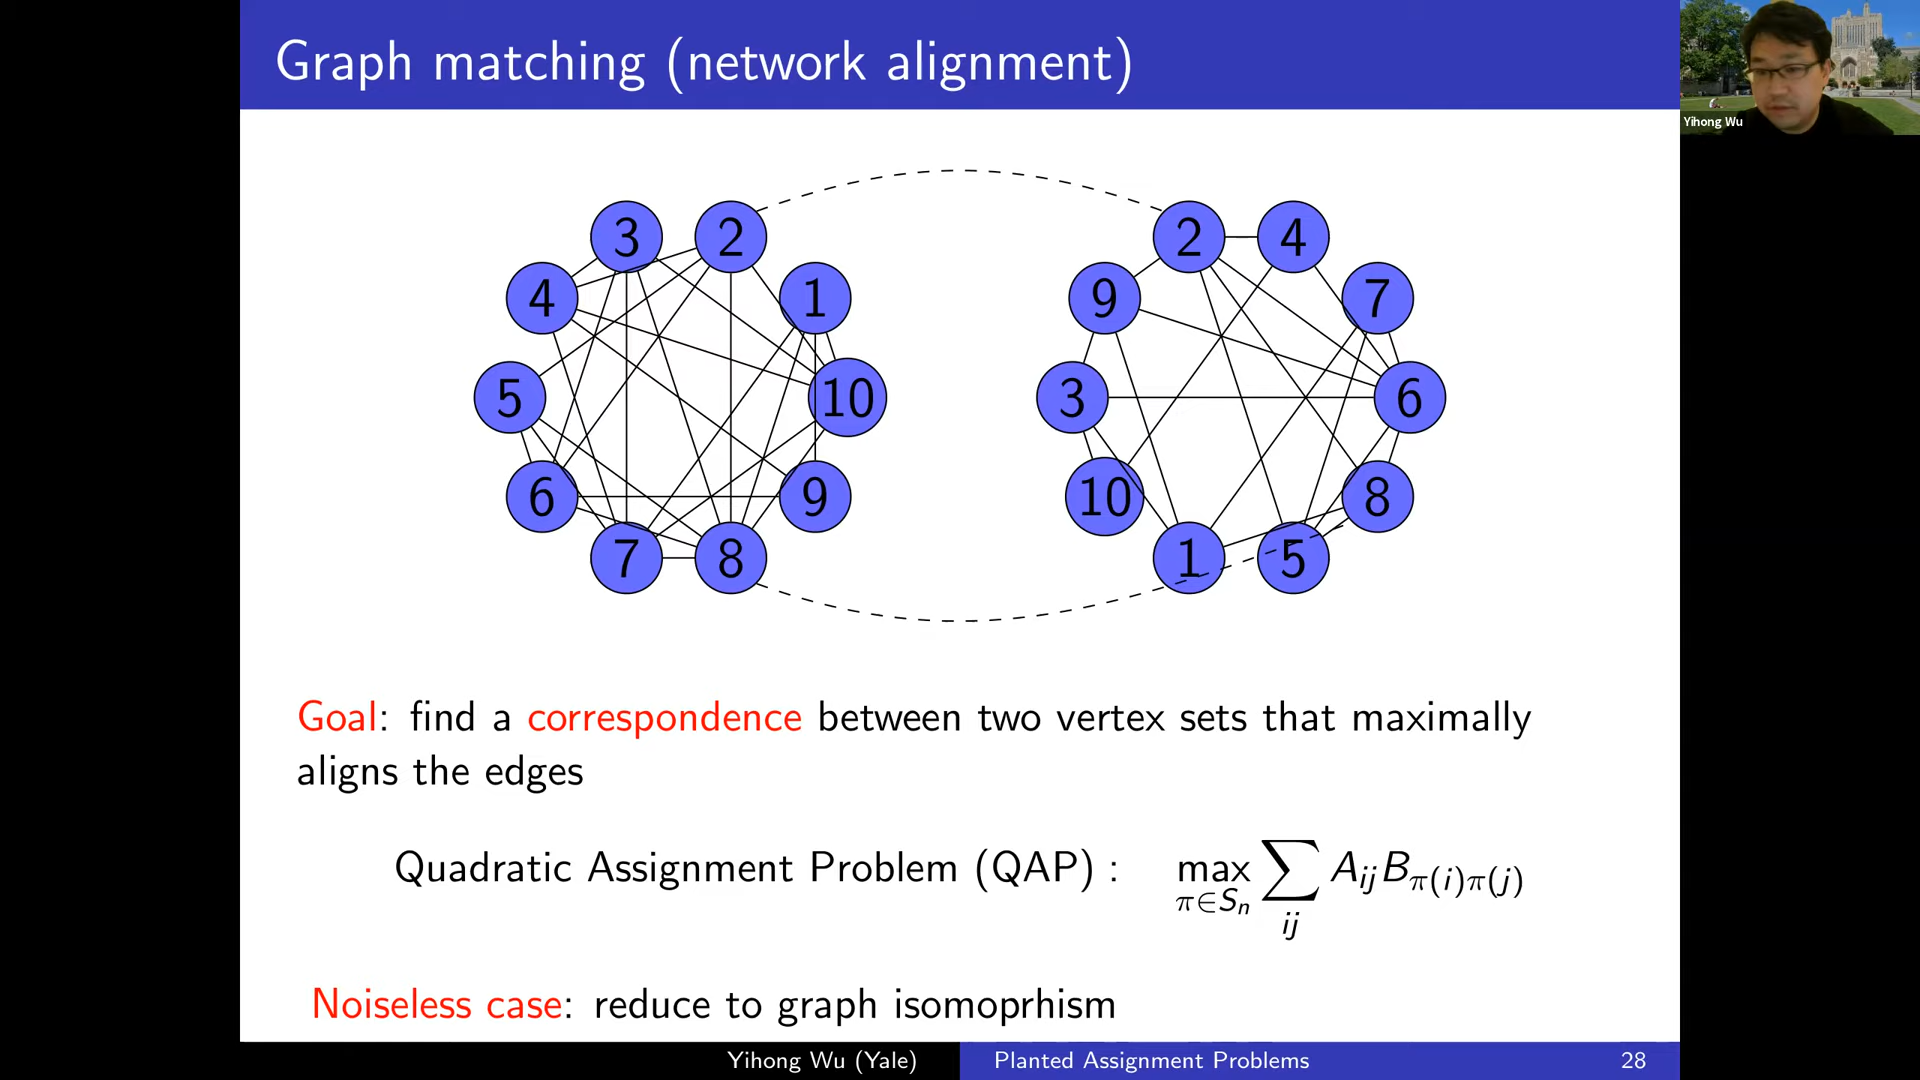 Graph matching (network alignment)
Yihong Wu
3 2 2 4
4 1 9 7
5 10 3 6
6 9 10 8
7 8 1 5
Goal: find a correspondence between two vertex sets that maximally
aligns the edges
Quadratic Assignment Problem (QAP) : max_{π∈S_n} ∑_{ij} A_{ij} B_{π(i)π(j)}
Noiseless case: reduce to graph isomoprhism
Yihong Wu (Yale) Planted Assignment Problems 28